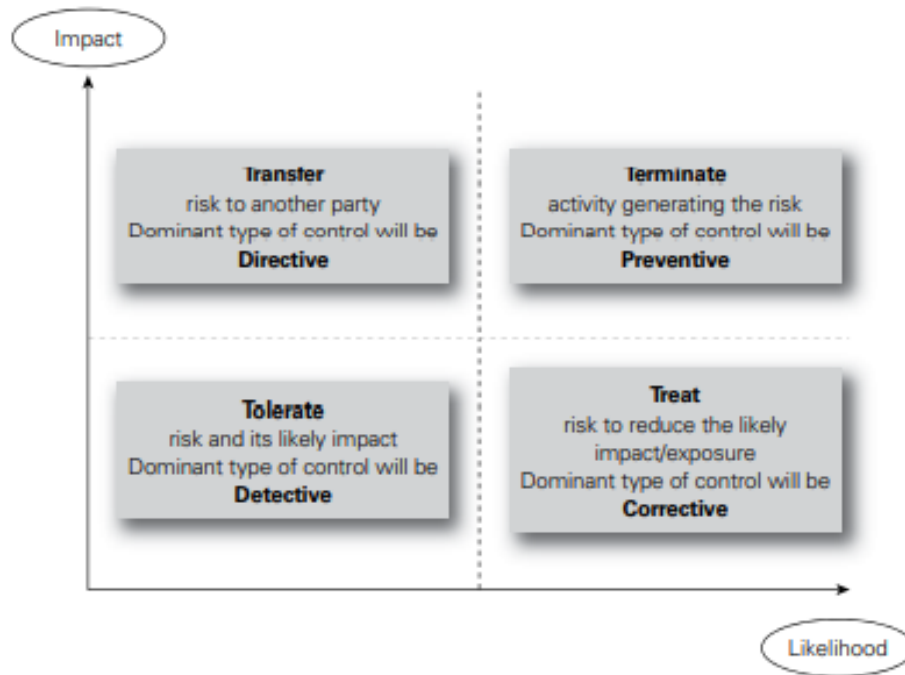 Impact
Transfer
risk to another party
Dominant type of control will be
Directive
Terminate
activity generating the risk
Dominant type of control will be
Preventive
Tolerate
risk and its likely impact
Dominant type of control will be
Detective
Treat
risk to reduce the likely
impact/exposure
Dominant type of control will be
Corrective
Likelihood